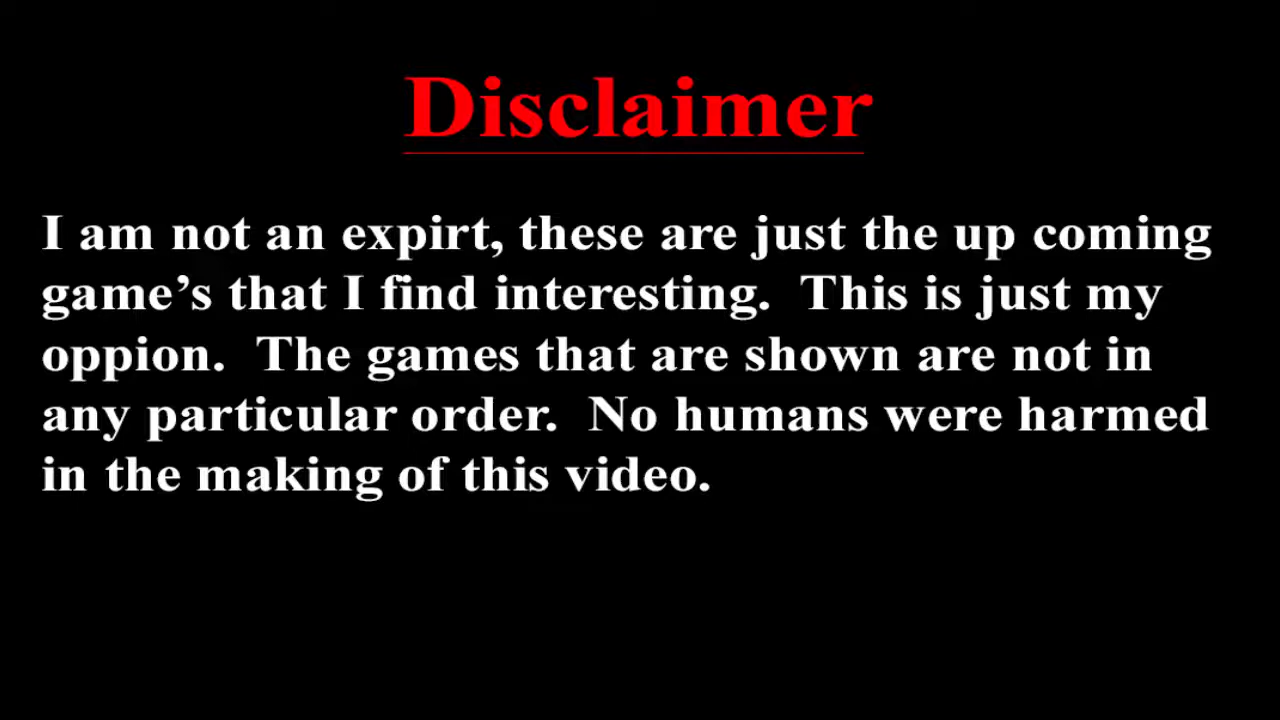 Disclaimer
I am not an expirt, these are just the up coming
game’s that I find interesting.  This is just my
oppion.  The games that are shown are not in
any particular order.  No humans were harmed
in the making of this video.